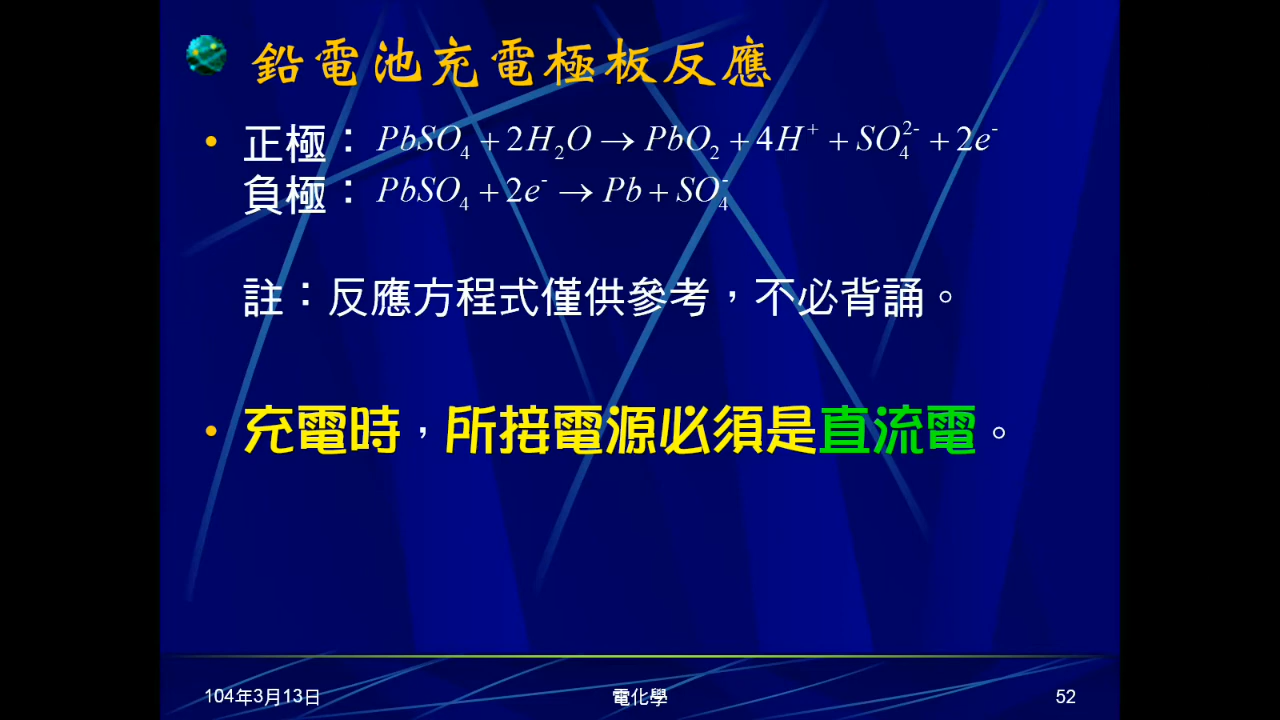 鉛電池充電極板反應
• 正極：PbSO₄ + 2H₂O → PbO₂ + 4H⁺ + SO₄²⁻ + 2e⁻
負極：PbSO₄ + 2e⁻ → Pb + SO₄⁻
註：反應方程式僅供參考，不必背誦。
• 充電時，所接電源必須是直流電。
104年3月13日
電化學
52